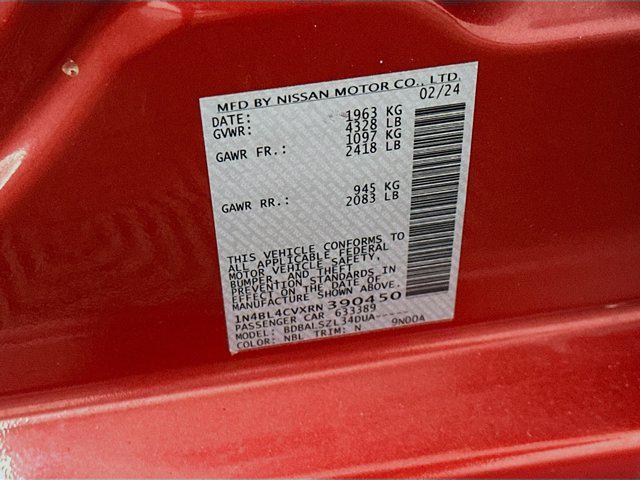 MFD BY NISSAN MOTOR CO., LTD.
DATE: 02/24
GVWR: 1963 KG
4328 LB
GAWR FR.: 1097 KG
2418 LB
GAWR RR.: 945 KG
2083 LB
THIS VEHICLE CONFORMS TO
ALL APPLICABLE FEDERAL
MOTOR VEHICLE SAFETY,
BUMPER, AND THEFT
PREVENTION STANDARDS IN
EFFECT ON THE DATE OF
MANUFACTURE SHOWN ABOVE.
1N4BL4CVXRN390450
PASSENGER CAR 633389
MODEL: BDBALSZL34DUA-----
COLOR: NBL TRIM: N 9N00A